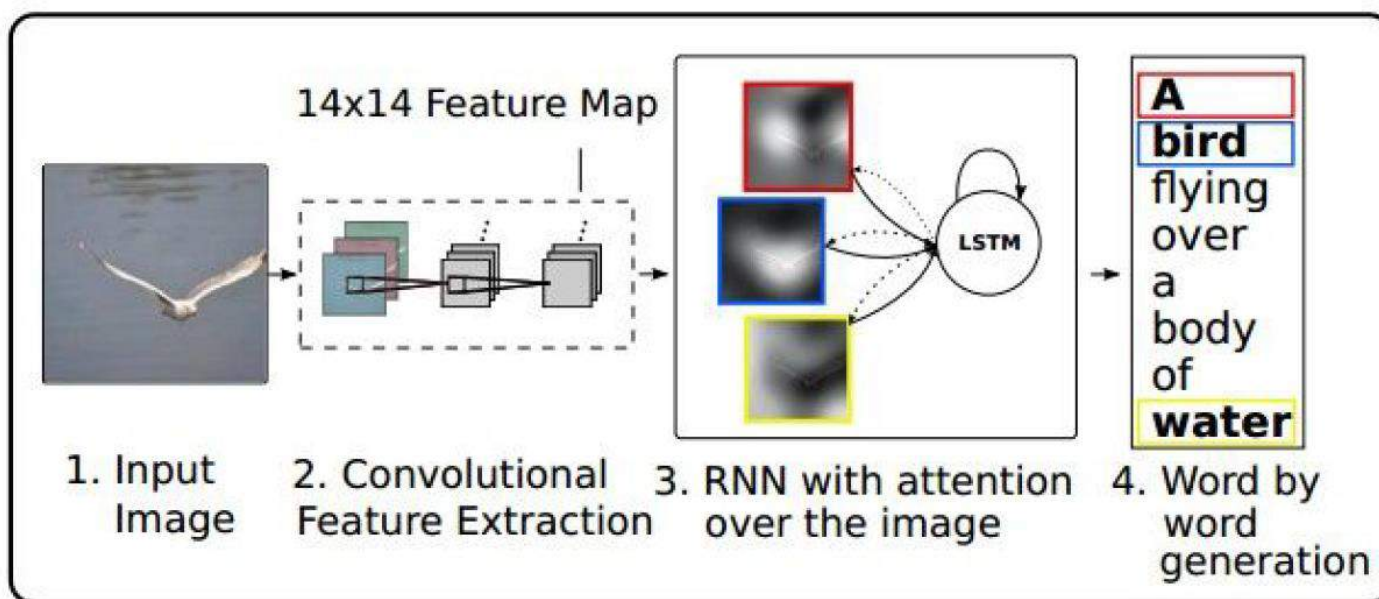 14x14 Feature Map
LSTM
A
bird
flying
over
a
body
of
water
1. Input
Image
2. Convolutional
Feature Extraction
3. RNN with attention
over the image
4. Word by
word
generation